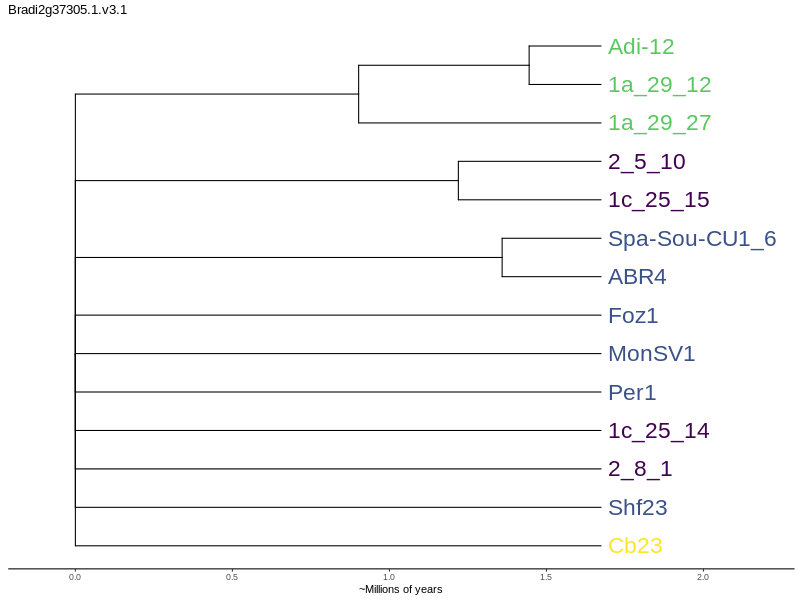 Bradi2g37305.1.v3.1
Adi-12
1a_29_12
1a_29_27
2_5_10
1c_25_15
Spa-Sou-CU1_6
ABR4
Foz1
MonSV1
Per1
1c_25_14
2_8_1
Shf23
Cb23
0.0 0.5 1.0 1.5 2.0
~Millions of years